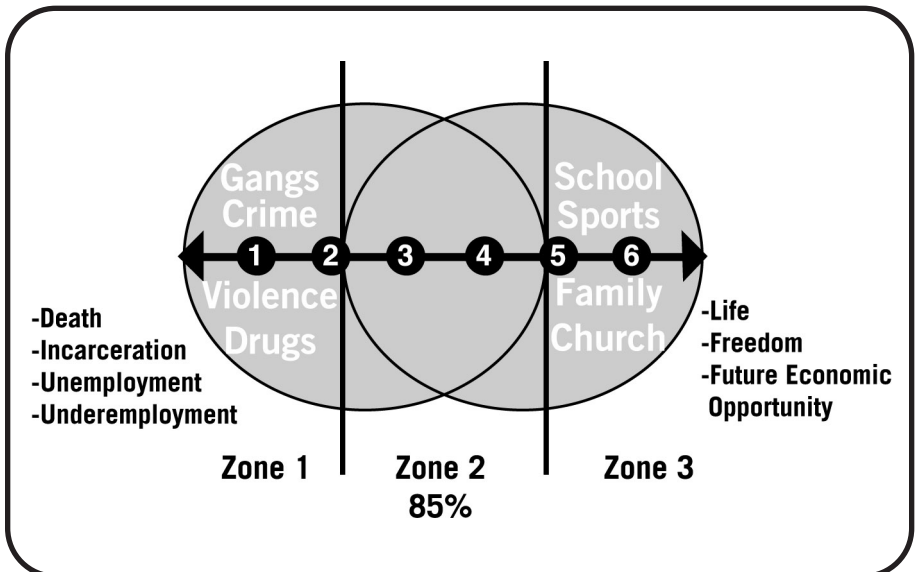 Gangs
Crime
School
Sports
1 2 3 4 5 6
Violence
Drugs
Family
Church
-Death
-Incarceration
-Unemployment
-Underemployment
-Life
-Freedom
-Future Economic
Opportunity
Zone 1
Zone 2
85%
Zone 3